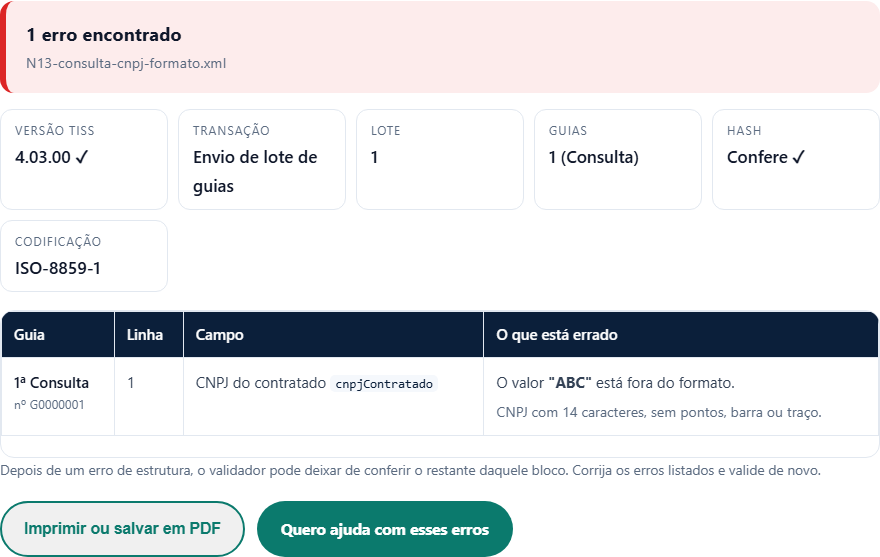 1 erro encontrado
N13-consulta-cnpj-formato.xml
VERSÃO TISS
4.03.00 ✓
TRANSAÇÃO
Envio de lote de
guias
LOTE
1
GUIAS
1 (Consulta)
HASH
Confere ✓
CODIFICAÇÃO
ISO-8859-1
Guia Linha Campo O que está errado
1ª Consulta 1 CNPJ do contratado cnpjContratado O valor "ABC" está fora do formato.
nº G0000001 CNPJ com 14 caracteres, sem pontos, barra ou traço.
Depois de um erro de estrutura, o validador pode deixar de conferir o restante daquele bloco. Corrija os erros listados e valide de novo.
Imprimir ou salvar em PDF Quero ajuda com esses erros